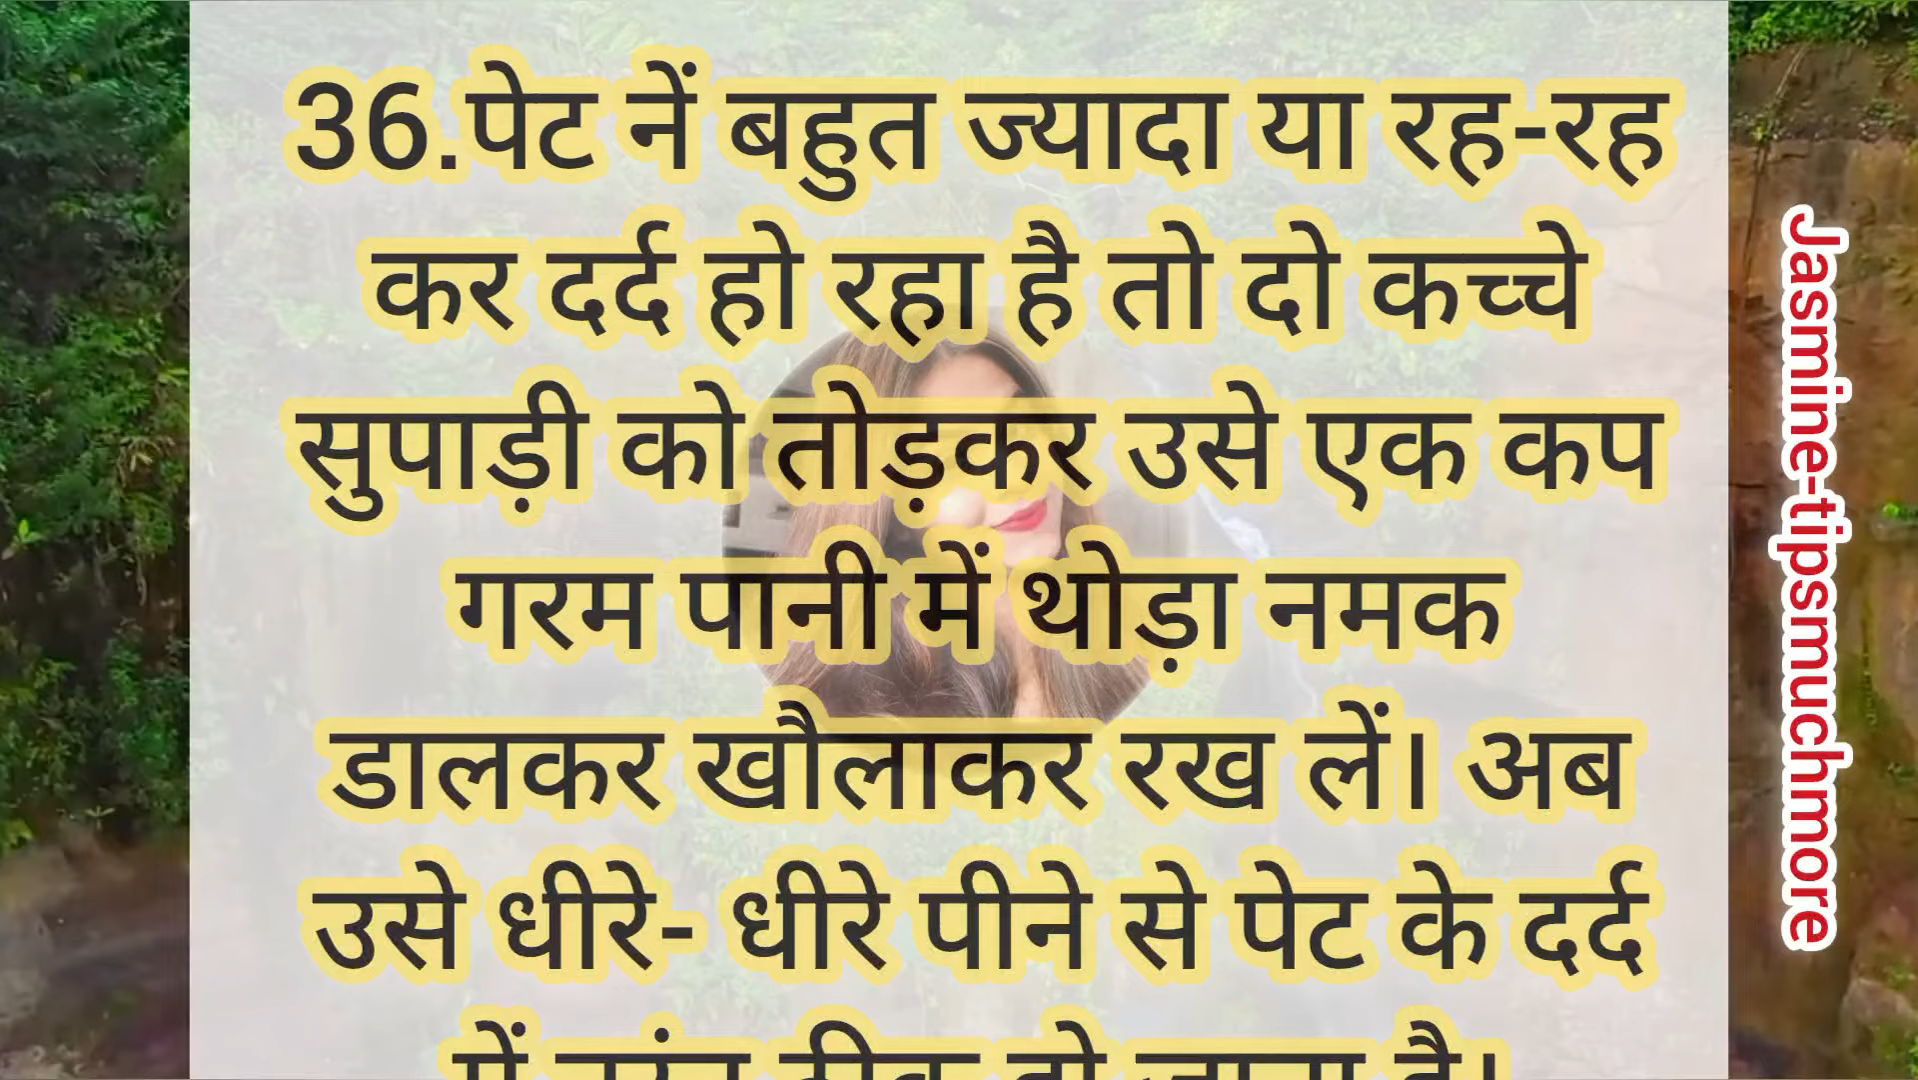 36.पेट नें बहुत ज्यादा या रह-रह
कर दर्द हो रहा है तो दो कच्चे
सुपाड़ी को तोड़कर उसे एक कप
गरम पानी में थोड़ा नमक
डालकर खौलाकर रख लें। अब
उसे धीरे- धीरे पीने से पेट के दर्द
में तुरंत ठीक हो जाता है।
Jasmine-tipsmuchmore